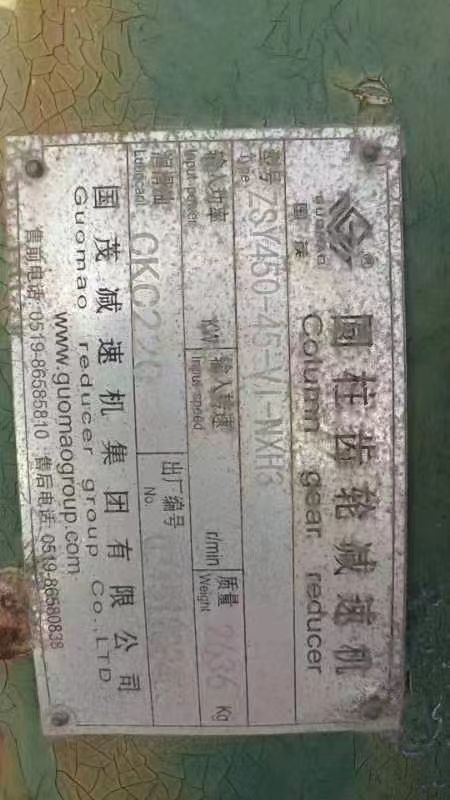 GUOMAO ®
国茂
圆柱齿轮减速机
Column gear reducer
型号 ZSY450-45-VI-NXH3
Type
输入功率 KW 输入转速 r/min 质量 Kg
Input power Input speed Weight
润滑油 CKC220 出厂编号
Lubricant No.
国茂减速机集团有限公司
Guomao reducer group Co.,LTD
www.guomaogroup.com
售前电话: 0519-86585810 售后电话: 0519-86580838